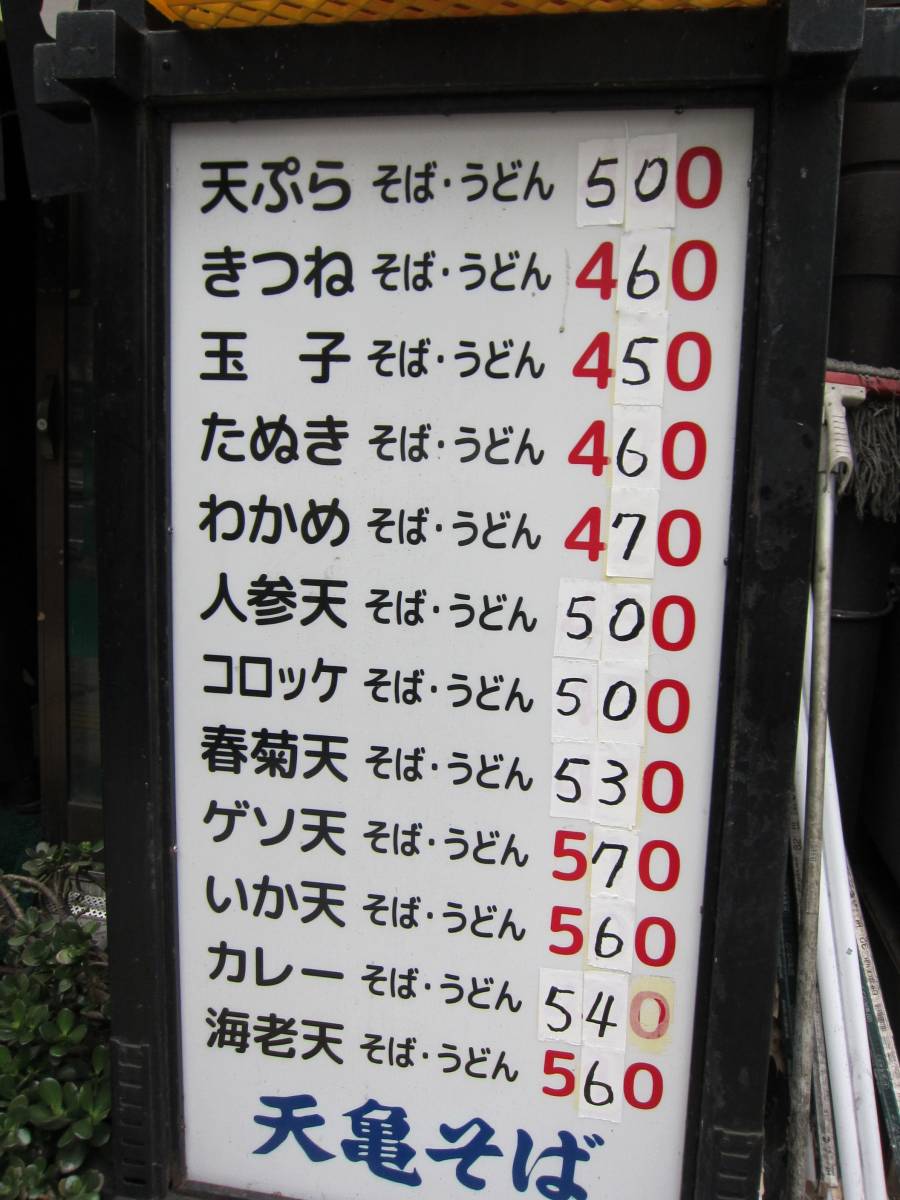 天ぷら そば・うどん 500
きつね そば・うどん 460
玉 子 そば・うどん 450
たぬき そば・うどん 460
わかめ そば・うどん 470
人参天 そば・うどん 500
コロッケ そば・うどん 500
春菊天 そば・うどん 530
ゲソ天 そば・うどん 570
いか天 そば・うどん 560
カレー そば・うどん 540
海老天 そば・うどん 560
天亀そば